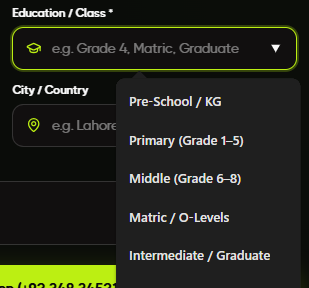 Education / Class *
e.g. Grade 4, Matric, Graduate
City / Country
e.g. Lahore
Pre-School / KG
Primary (Grade 1–5)
Middle (Grade 6–8)
Matric / O-Levels
Intermediate / Graduate